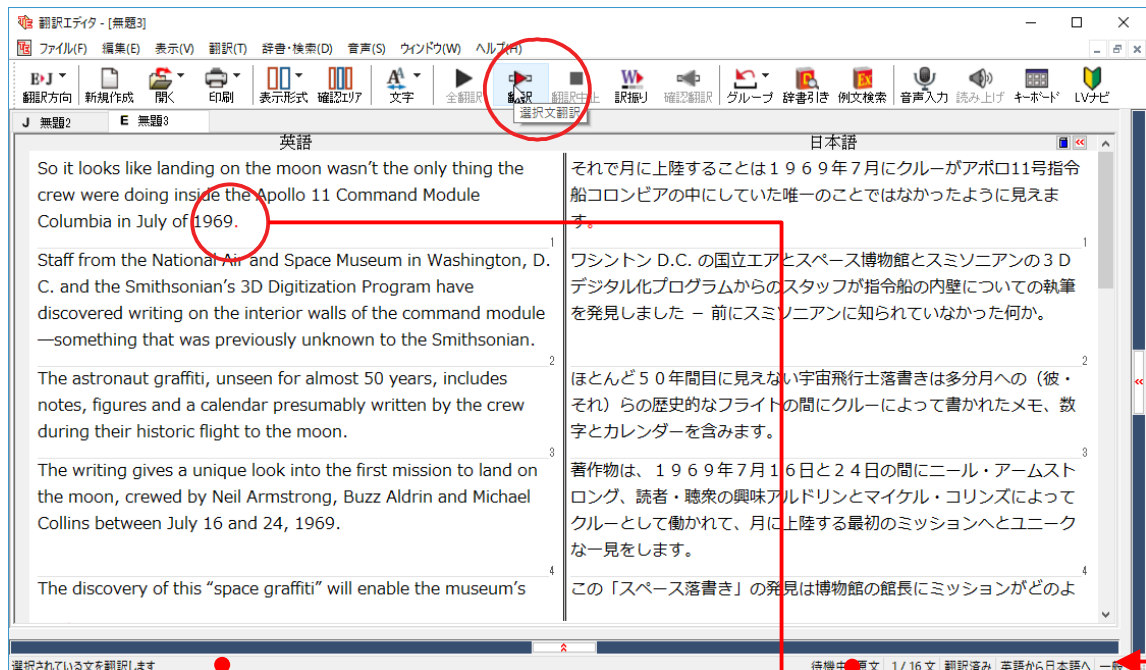 翻訳エディタ - [無題3]
ファイル(F) 編集(E) 表示(V) 翻訳(T) 辞書・検索(D) 音声(S) ウィンドウ(W) ヘルプ(H)
翻訳方向 新規作成 開く 印刷 表示形式 確認エリア 文字 全翻訳 翻訳 翻訳中止 訳振り 確認翻訳 グループ 辞書引き 例文検索 音声入力 読み上げ キーボード LVナビ
選択文翻訳
J 無題2 E 無題3
英語 日本語
So it looks like landing on the moon wasn't the only thing the
crew were doing inside the Apollo 11 Command Module
Columbia in July of 1969.
1
それで月に上陸することは1969年7月にクルーがアポロ11号指令
船コロンビアの中にしていた唯一のことではなかったように見えま
す。
1
Staff from the National Air and Space Museum in Washington, D.
C. and the Smithsonian's 3D Digitization Program have
discovered writing on the interior walls of the command module
—something that was previously unknown to the Smithsonian.
2
ワシントン D.C. の国立エアとスペース博物館とスミソニアンの3D
デジタル化プログラムからのスタッフが指令船の内壁についての執筆
を発見しました – 前にスミソニアンに知られていなかった何か。
2
The astronaut graffiti, unseen for almost 50 years, includes
notes, figures and a calendar presumably written by the crew
during their historic flight to the moon.
3
ほとんど50年間目に見えない宇宙飛行士落書きは多分月への（彼・
それ）らの歴史的なフライトの間にクルーによって書かれたメモ、数
字とカレンダーを含みます。
3
The writing gives a unique look into the first mission to land on
the moon, crewed by Neil Armstrong, Buzz Aldrin and Michael
Collins between July 16 and 24, 1969.
4
著作物は、1969年7月16日と24日の間にニール・アームスト
ロング、読者・聴衆の興味アルドリンとマイケル・コリンズによって
クルーとして働かれて、月に上陸する最初のミッションへとユニーク
な一見をします。
4
The discovery of this “space graffiti” will enable the museum's
この「スペース落書き」の発見は博物館の館長にミッションがどのよ
選択されている文を翻訳します 待機中 原文 1/16文 翻訳済み 英語から日本語へ 一般